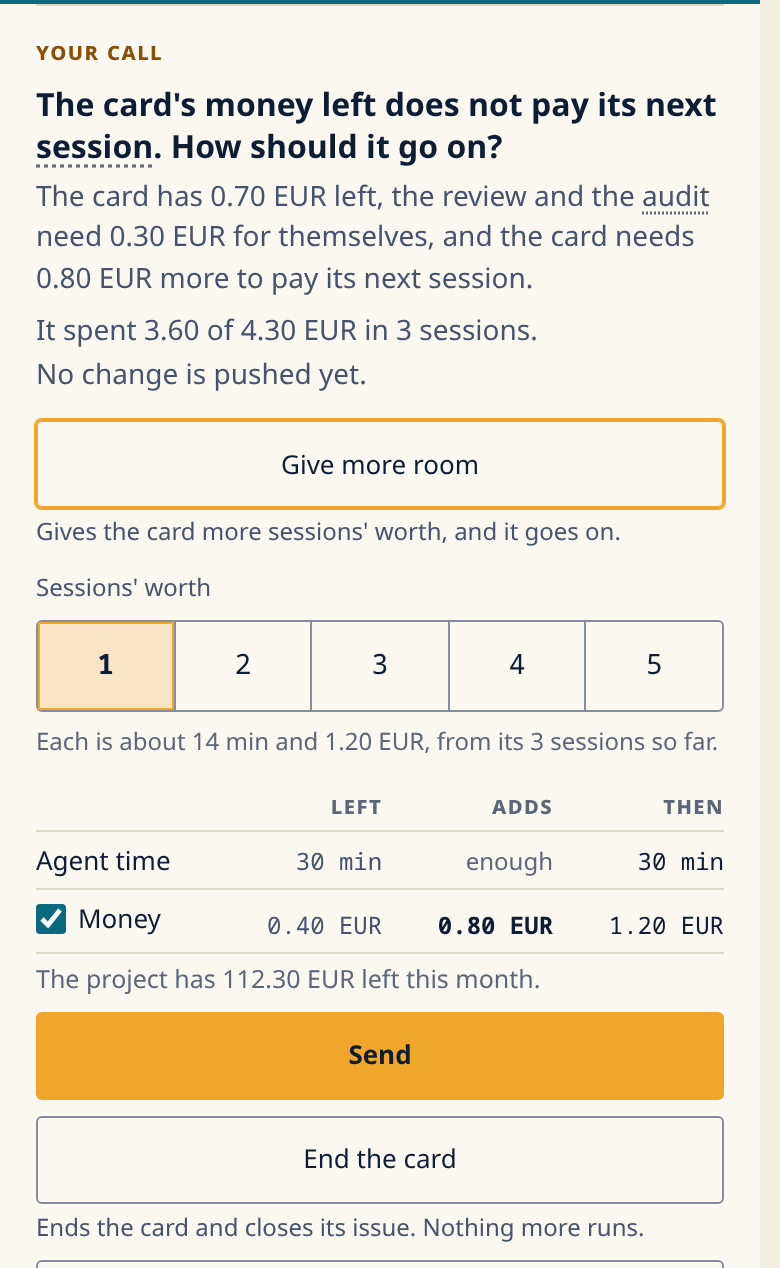 YOUR CALL
The card's money left does not pay its next
session. How should it go on?
The card has 0.70 EUR left, the review and the audit
need 0.30 EUR for themselves, and the card needs
0.80 EUR more to pay its next session.
It spent 3.60 of 4.30 EUR in 3 sessions.
No change is pushed yet.
Give more room
Gives the card more sessions' worth, and it goes on.
Sessions' worth
1 2 3 4 5
Each is about 14 min and 1.20 EUR, from its 3 sessions so far.
LEFT ADDS THEN
Agent time 30 min enough 30 min
Money 0.40 EUR 0.80 EUR 1.20 EUR
The project has 112.30 EUR left this month.
Send
End the card
Ends the card and closes its issue. Nothing more runs.